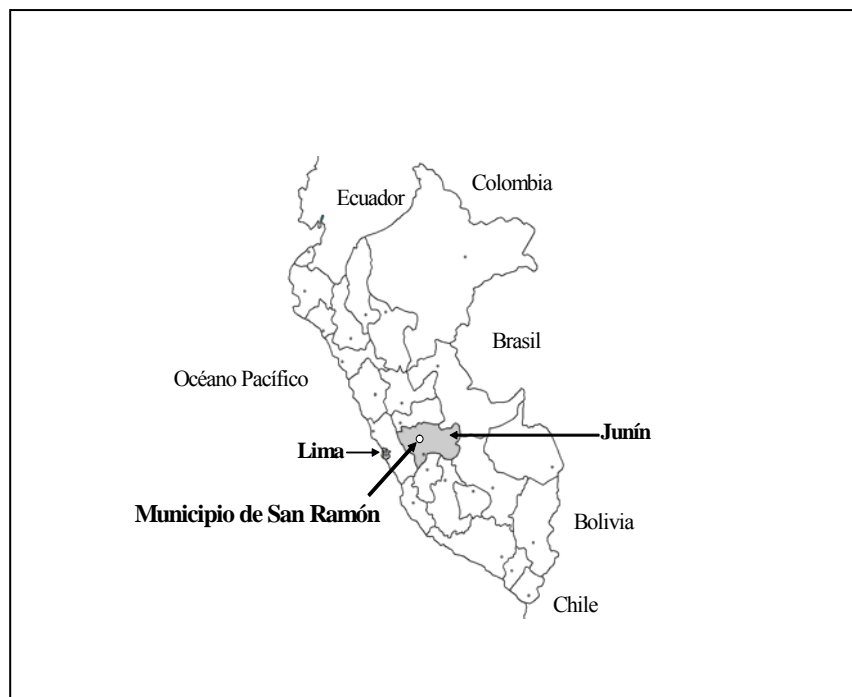 Colombia
Ecuador
Brasil
Océano Pacífico
Junín
Lima
Municipio de San Ramón
Bolivia
Chile